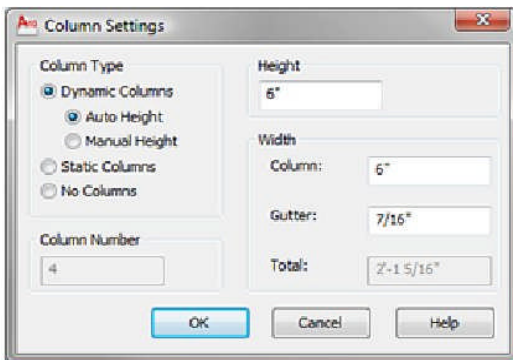 Column Settings
Column Type
Dynamic Columns
Auto Height
Manual Height
Static Columns
No Columns
Column Number
4
Height
6"
Width
Column: 6"
Gutter: 7/16"
Total: 2'-1 5/16"
OK Cancel Help